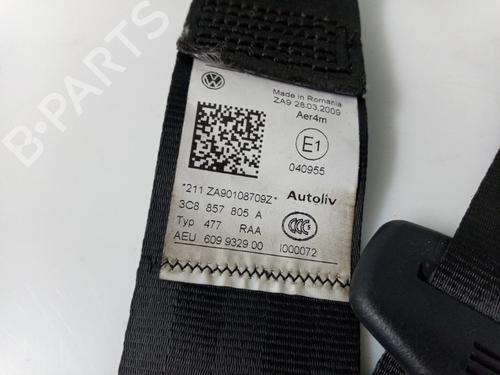 Made in Romania
ZA9 28.03.2009
Aer4m
E1
040955
*211 ZA90108709Z*
Autoliv
3C8 857 805 A
Typ 477 RAA
CCC
AEU 609 9329 00
I000072
B-PARTS